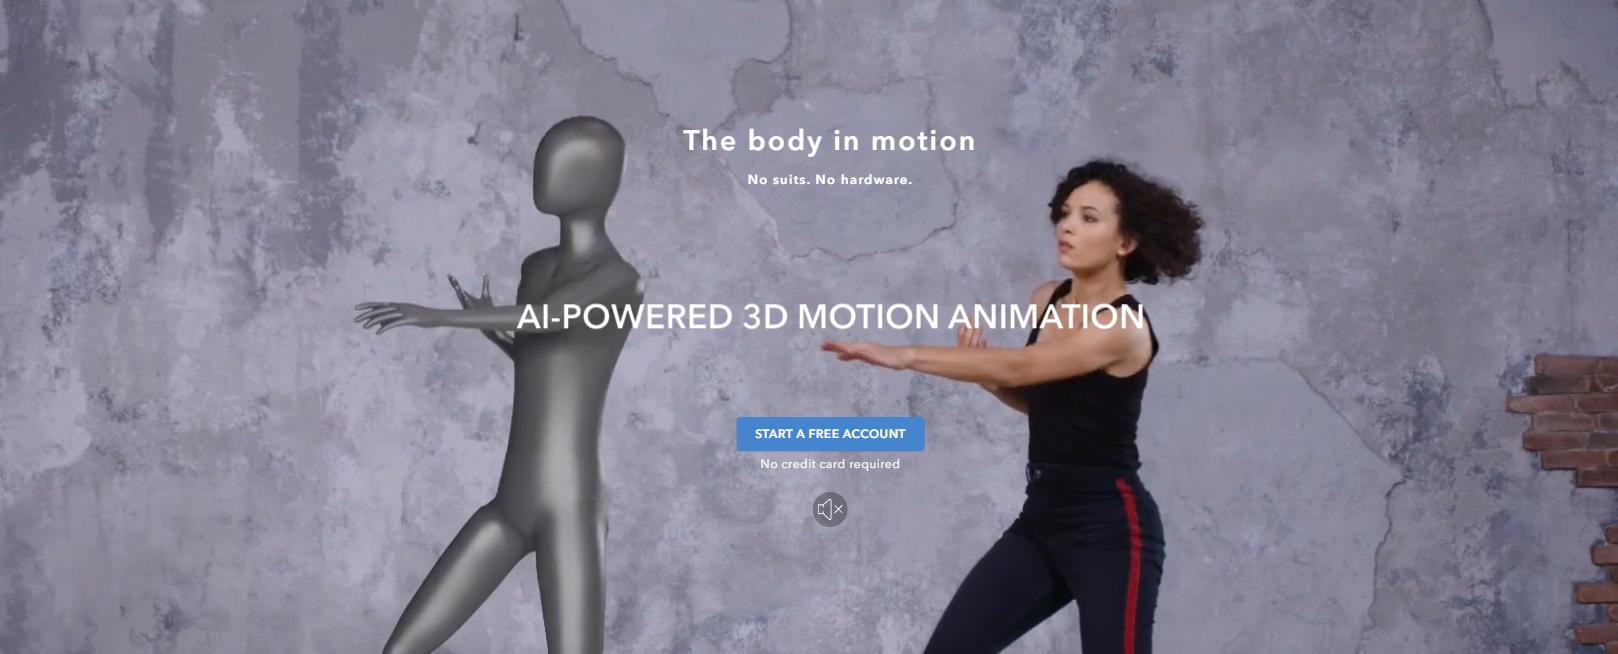 The body in motion
No suits. No hardware.
AI-POWERED 3D MOTION ANIMATION
START A FREE ACCOUNT
No credit card required